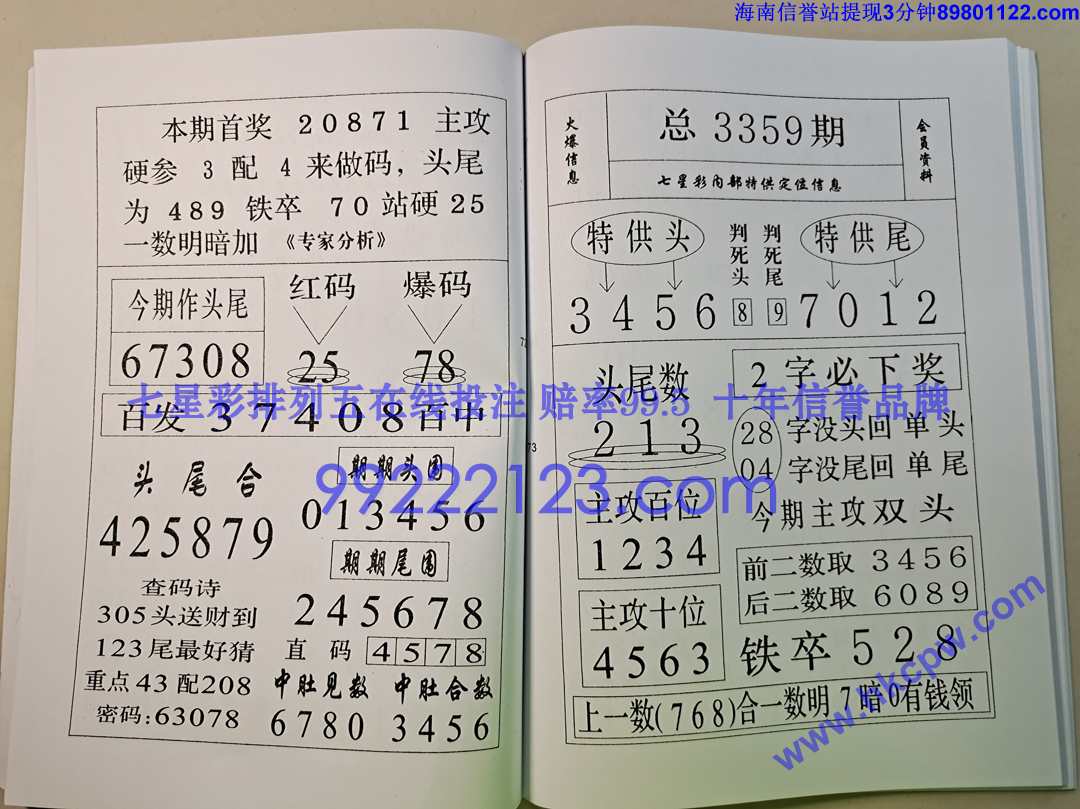 海南信誉站提现3分钟89801122.com
本期首奖 20871 主攻
硬参 3 配 4 来做码，头尾
为 489 铁卒 70站硬25
一数明暗加 《专家分析》
今期作头尾
67308
红码 爆码
25 78
百发 37408 百中
头尾合
425879
期期头围
013456
期期尾围
245678
查码诗
305头送财到
123尾最好猜
重点43配208
密码:63078
直码 4578
中肚见数 中肚合数
6780 3456
72
73
火爆信息
总3359期
七星彩内部特供定位信息
会员资料
特供头 判死头 判死尾 特供尾
3456 8 9 7012
头尾数
213
2字必下奖
28 字没头回单头
04 字没尾回单尾
今期主攻双头
主攻百位
1234
前二数取 3456
后二数取 6089
主攻十位
4563
铁卒 528
上一数(768)合一数明7暗0有钱领
七星彩排列五在线投注 赔率99.5 十年信誉品牌
99222123.com
www.hkcpw.com